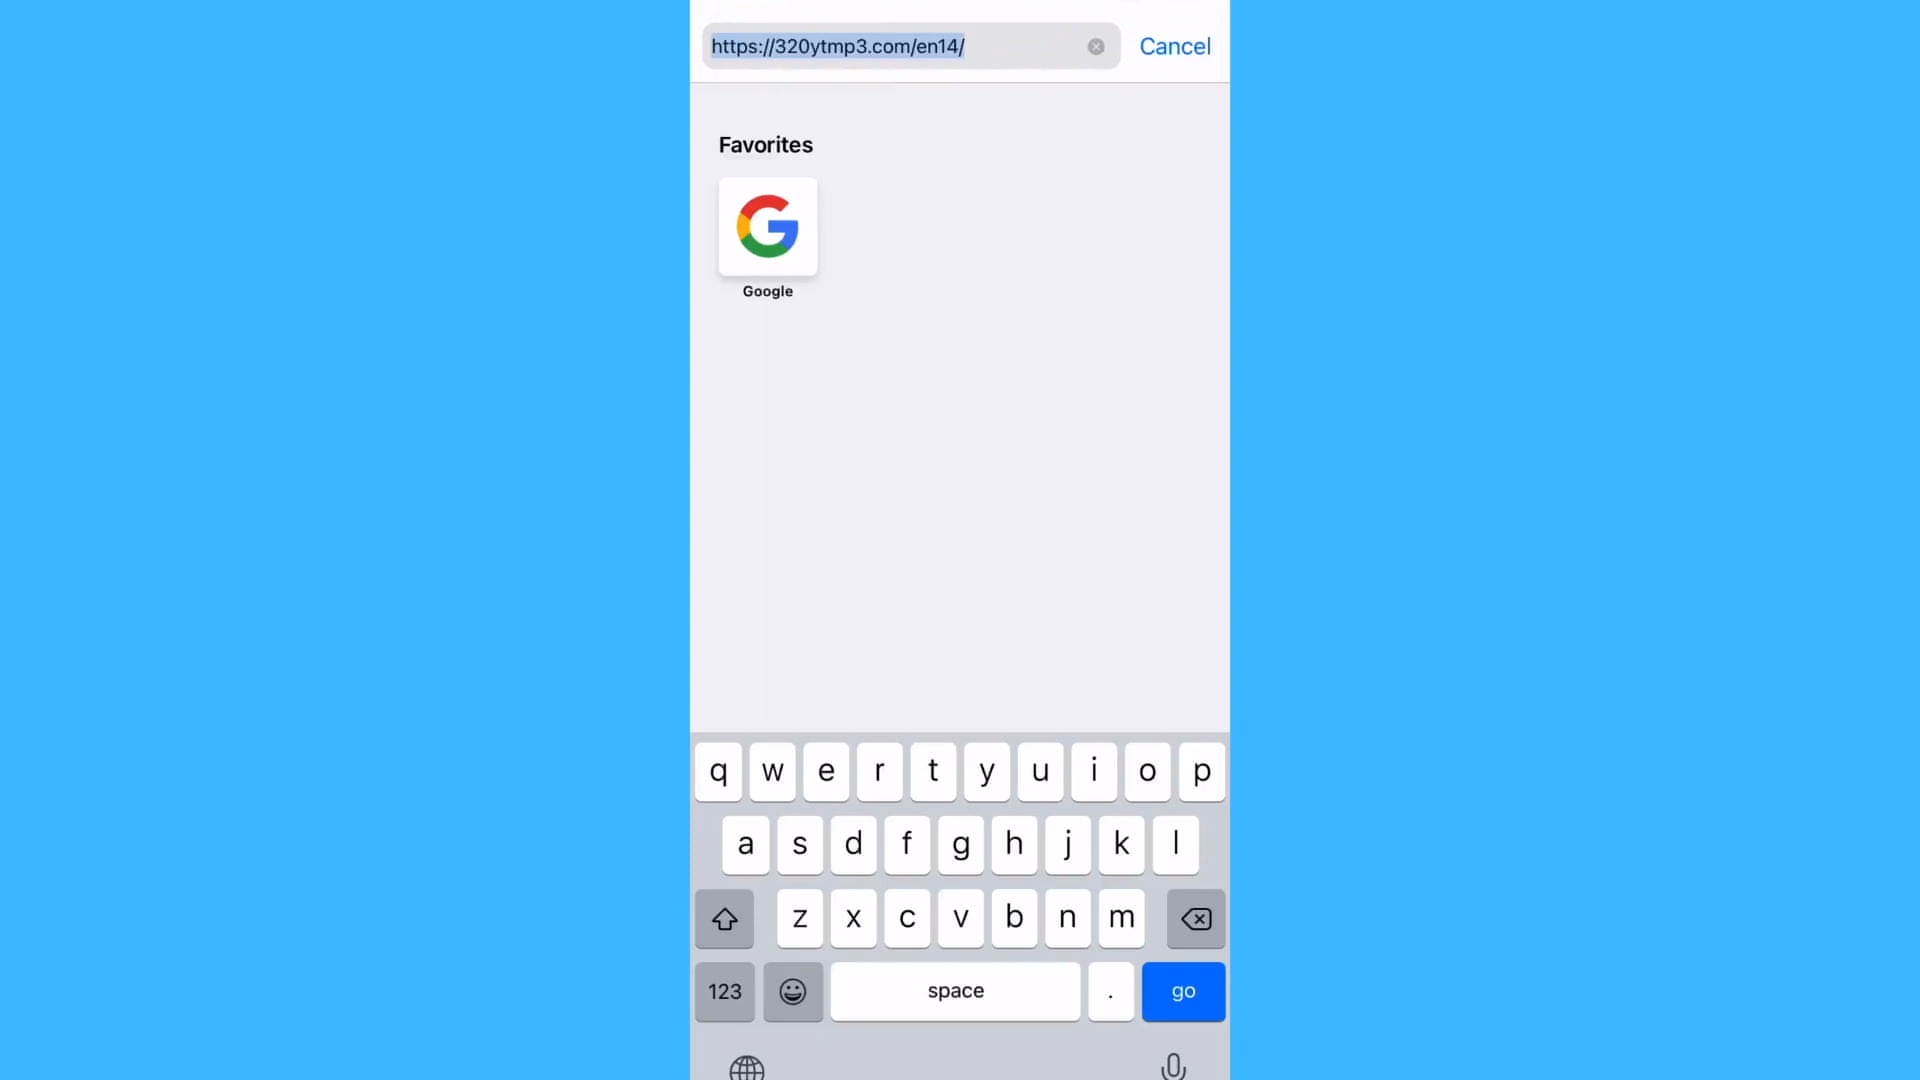 https://320ytmp3.com/en14/ Cancel
Favorites
Google
q w e r t y u i o p
a s d f g h j k l
z x c v b n m
123 space . go